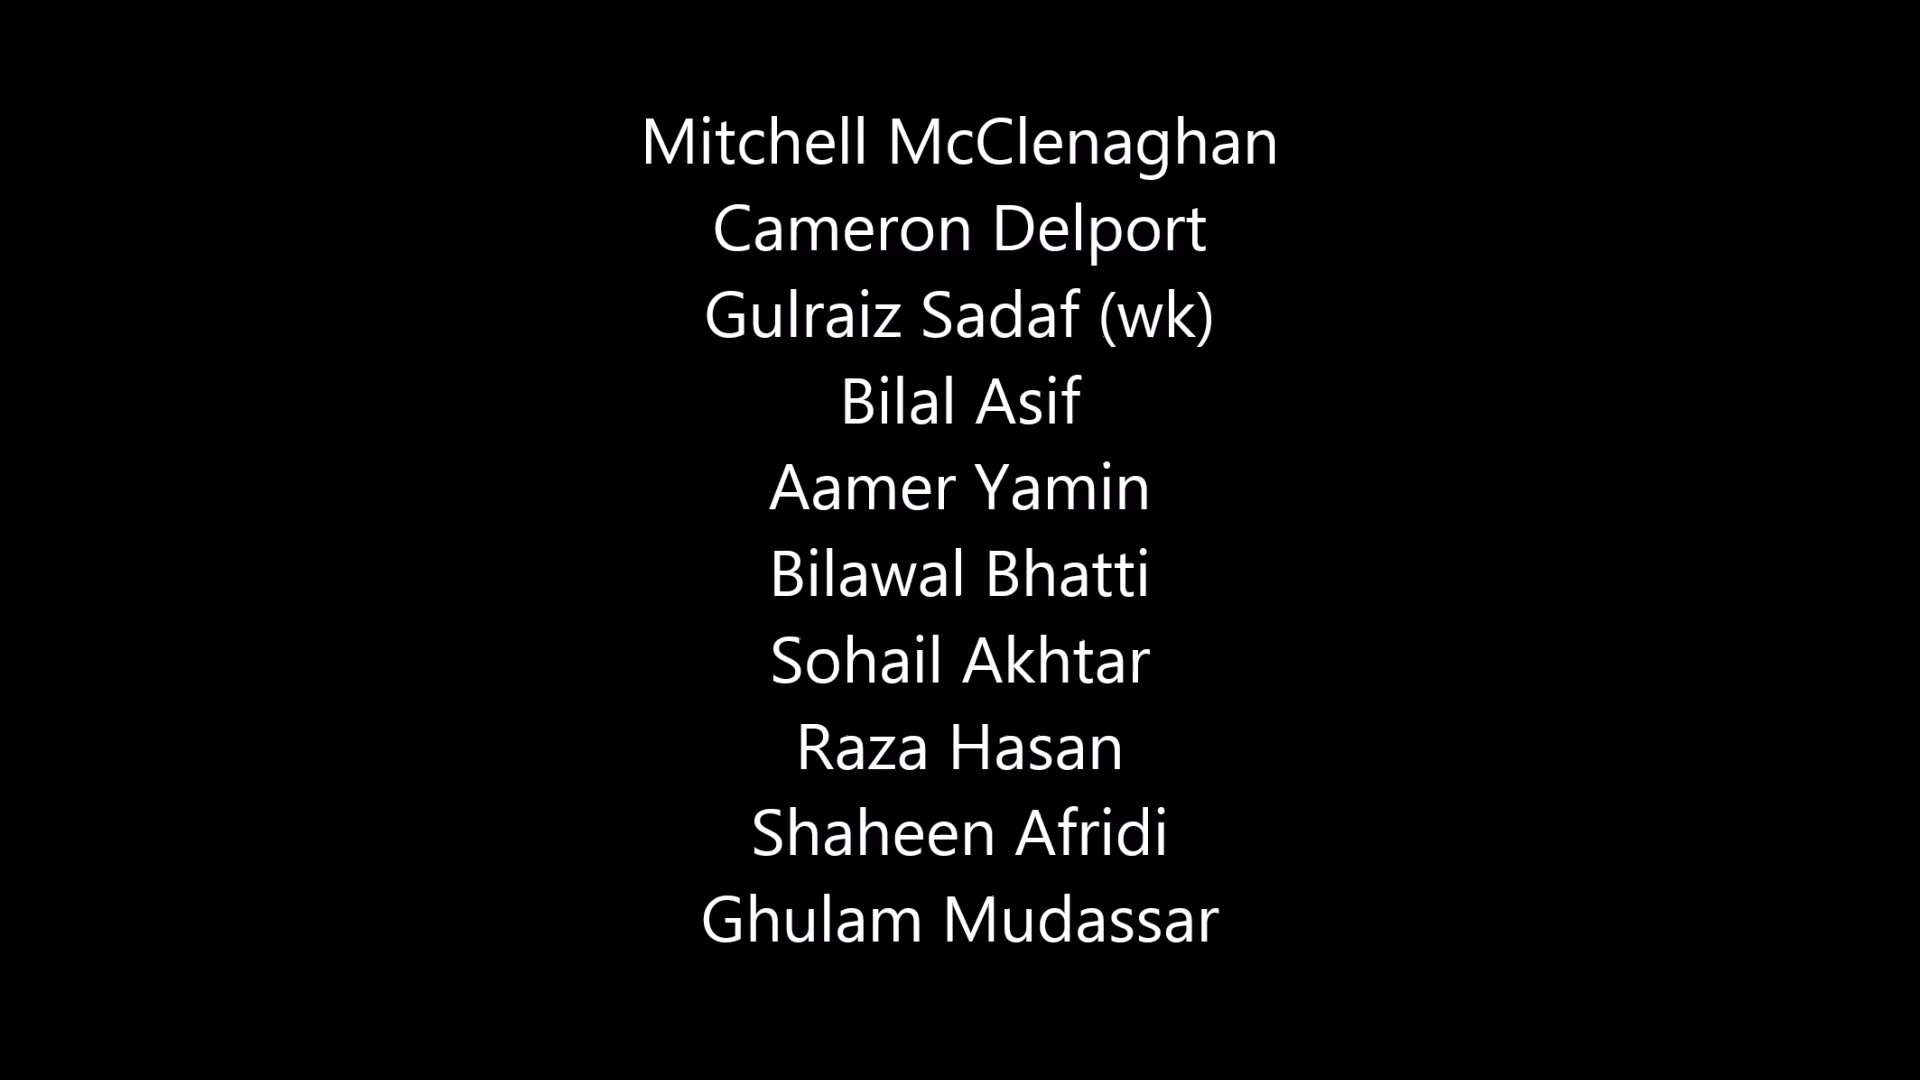 Mitchell McClenaghan
Cameron Delport
Gulraiz Sadaf (wk)
Bilal Asif
Aamer Yamin
Bilawal Bhatti
Sohail Akhtar
Raza Hasan
Shaheen Afridi
Ghulam Mudassar